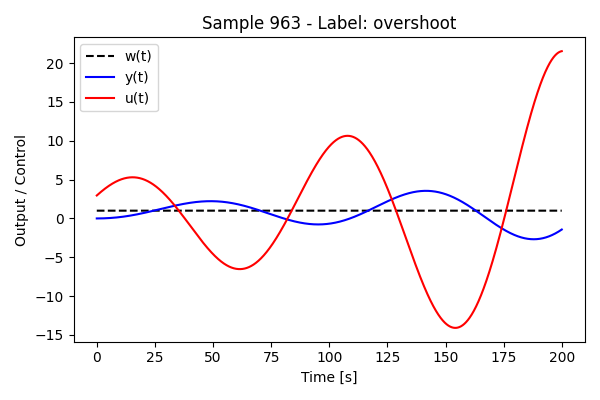 Sample 963 - Label: overshoot
w(t)
y(t)
u(t)
Output / Control
20
15
10
5
0
−5
−10
−15
0 25 50 75 100 125 150 175 200
Time [s]